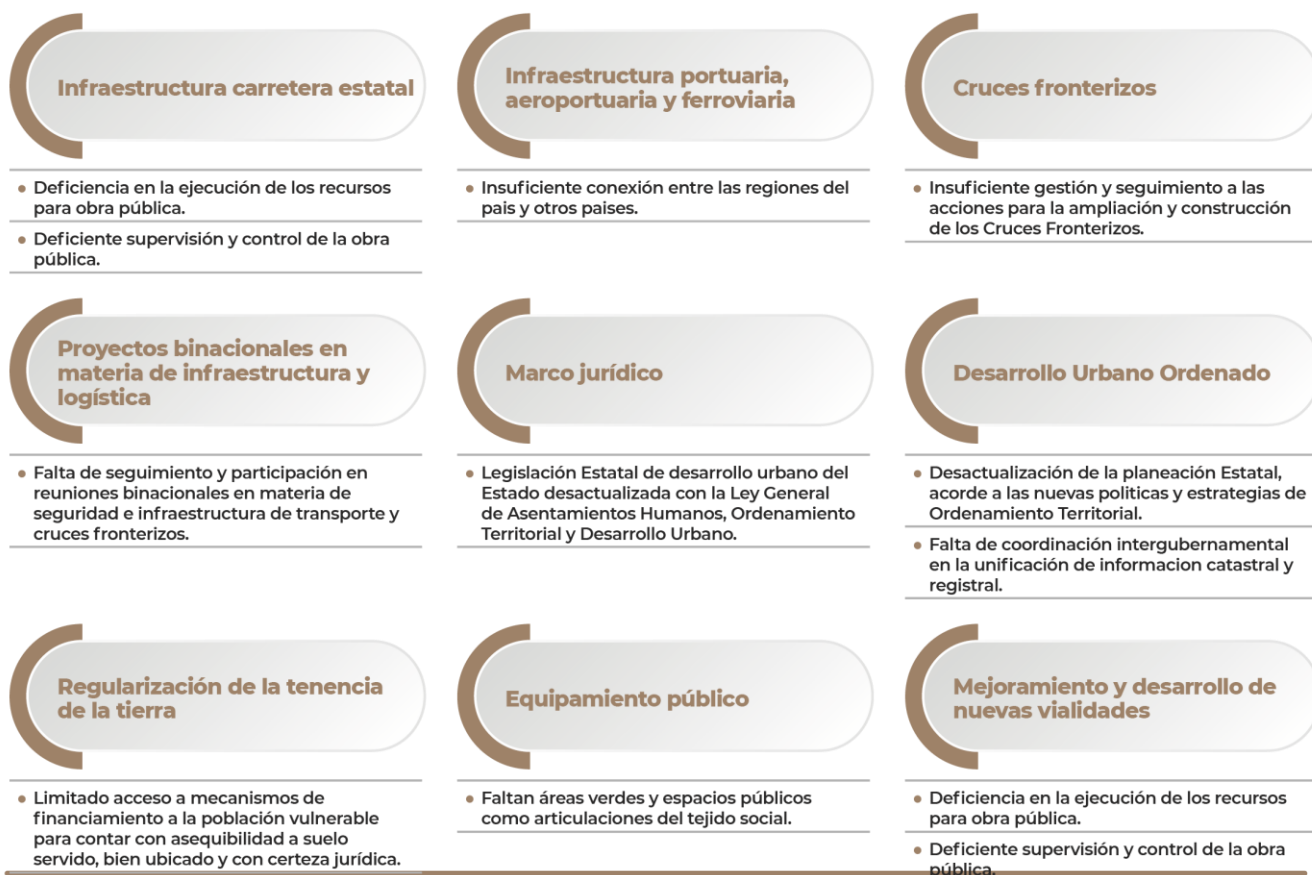 Infraestructura carretera estatal
• Deficiencia en la ejecución de los recursos
para obra pública.
• Deficiente supervisión y control de la obra
pública.
Infraestructura portuaria,
aeroportuaria y ferroviaria
• Insuficiente conexión entre las regiones del
pais y otros paises.
Cruces fronterizos
• Insuficiente gestión y seguimiento a las
acciones para la ampliación y construcción
de los Cruces Fronterizos.
Proyectos binacionales en
materia de infraestructura y
logística
• Falta de seguimiento y participación en
reuniones binacionales en materia de
seguridad e infraestructura de transporte y
cruces fronterizos.
Marco jurídico
• Legislación Estatal de desarrollo urbano del
Estado desactualizada con la Ley General
de Asentamientos Humanos, Ordenamiento
Territorial y Desarrollo Urbano.
Desarrollo Urbano Ordenado
• Desactualización de la planeación Estatal,
acorde a las nuevas politicas y estrategias de
Ordenamiento Territorial.
• Falta de coordinación intergubernamental
en la unificación de informacion catastral y
registral.
Regularización de la tenencia
de la tierra
• Limitado acceso a mecanismos de
financiamiento a la población vulnerable
para contar con asequibilidad a suelo
servido, bien ubicado y con certeza jurídica.
Equipamiento público
• Faltan áreas verdes y espacios públicos
como articulaciones del tejido social.
Mejoramiento y desarrollo de
nuevas vialidades
• Deficiencia en la ejecución de los recursos
para obra pública.
• Deficiente supervisión y control de la obra
pública.